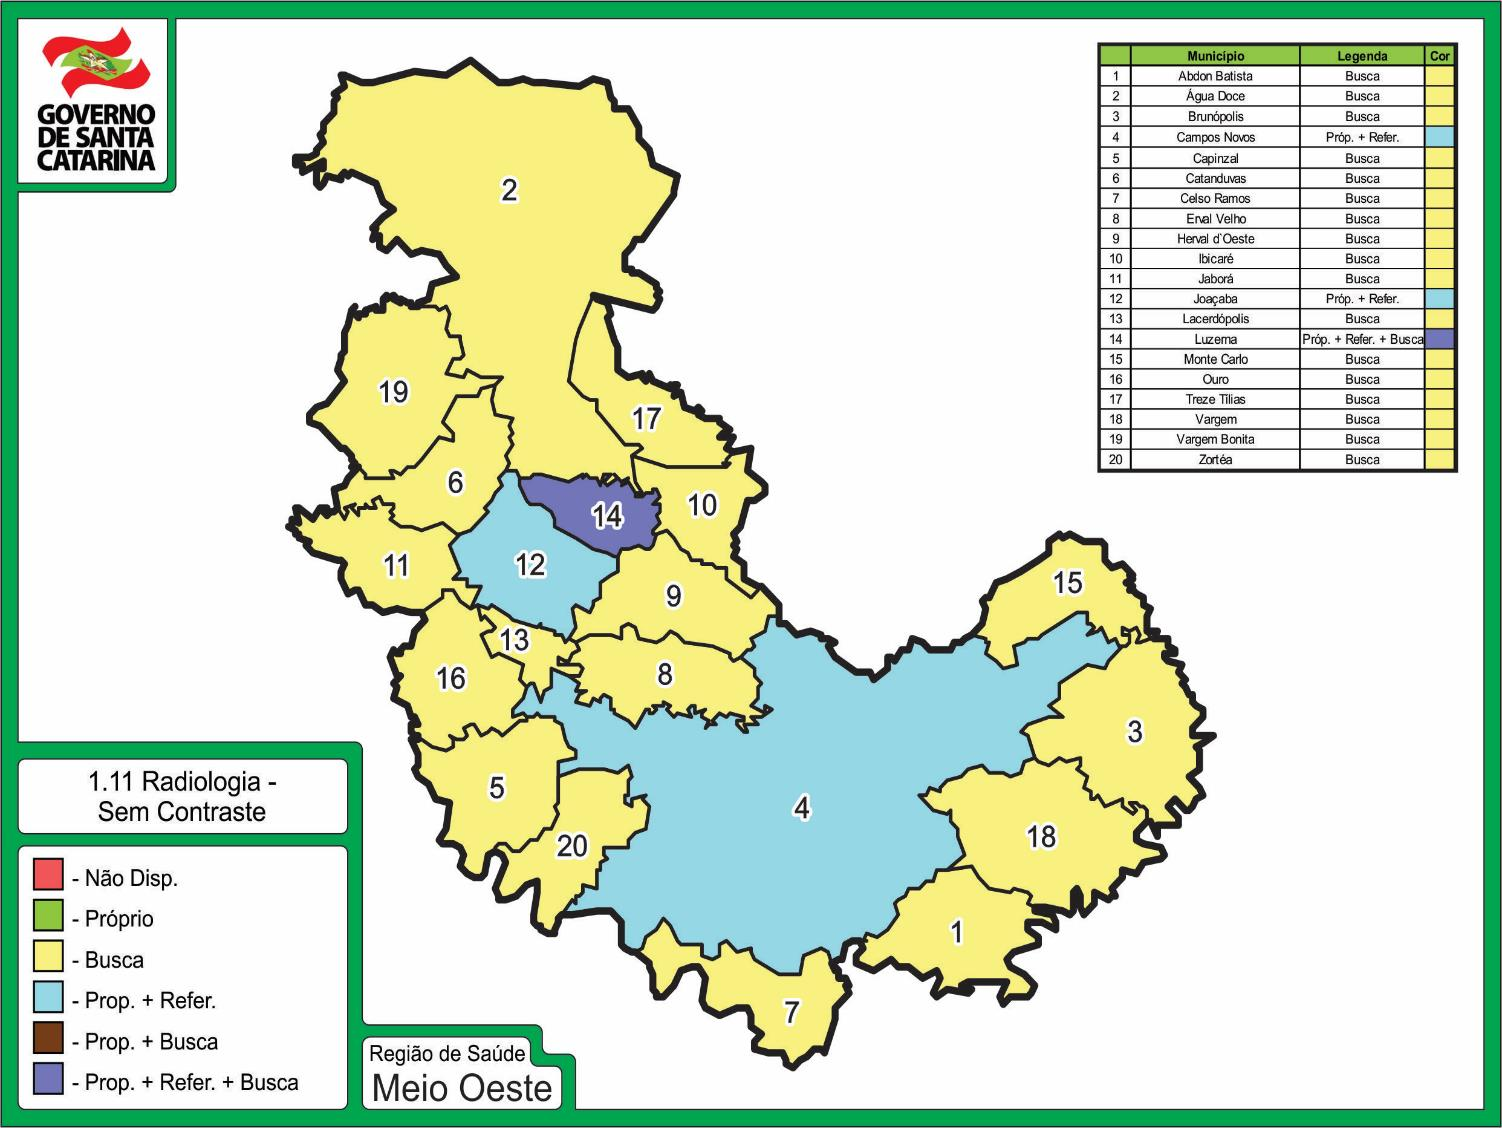 GOVERNO
DE SANTA
CATARINA
Município Legenda Cor
1 Abdon Batista Busca
2 Água Doce Busca
3 Brunópolis Busca
4 Campos Novos Próp. + Refer.
5 Capinzal Busca
6 Catanduvas Busca
7 Celso Ramos Busca
8 Erval Velho Busca
9 Herval d`Oeste Busca
10 Ibicaré Busca
11 Jaborá Busca
12 Joaçaba Próp. + Refer.
13 Lacerdópolis Busca
14 Luzerna Próp. + Refer. + Busca
15 Monte Carlo Busca
16 Ouro Busca
17 Treze Tílias Busca
18 Vargem Busca
19 Vargem Bonita Busca
20 Zortéa Busca
2
19
17
6
10
14
11
12
15
9
13
8
16
3
5
4
18
20
1
7
1.11 Radiologia -
Sem Contraste
- Não Disp.
- Próprio
- Busca
- Prop. + Refer.
- Prop. + Busca
- Prop. + Refer. + Busca
Região de Saúde
Meio Oeste